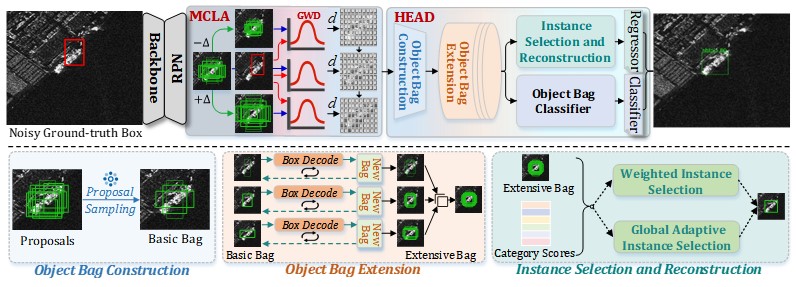 Noisy Ground-truth Box
Backbone
RPN
MCLA
GWD
−Δ
+Δ
d
d
d
HEAD
Object Bag
Construction
Object Bag
Extension
Instance
Selection and
Reconstruction
Object Bag
Classifier
Regressor
Classifier
Proposals
Proposal
Sampling
Basic Bag
Object Bag Construction
Box Decode
New
Bag
Box Decode
New
Bag
Box Decode
New
Bag
Basic Bag
Extensive Bag
Object Bag Extension
Extensive Bag
Category Scores
Weighted Instance
Selection
Global Adaptive
Instance Selection
Instance Selection and Reconstruction